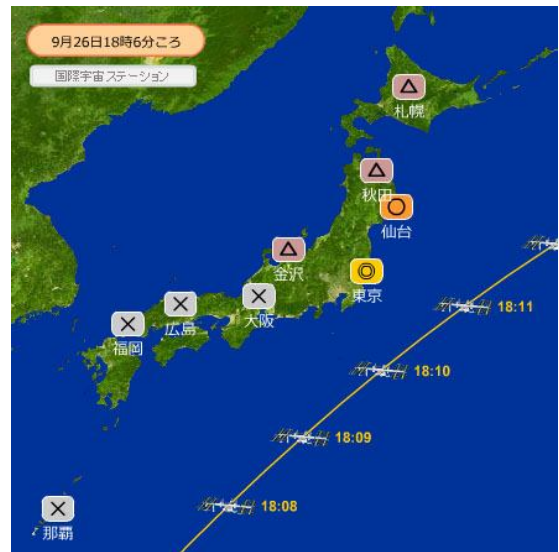 9月26日18時6分ころ
国際宇宙ステーション
札幌
秋田
仙台
金沢
東京
大阪
広島
福岡
18:11
18:10
18:09
18:08
那覇